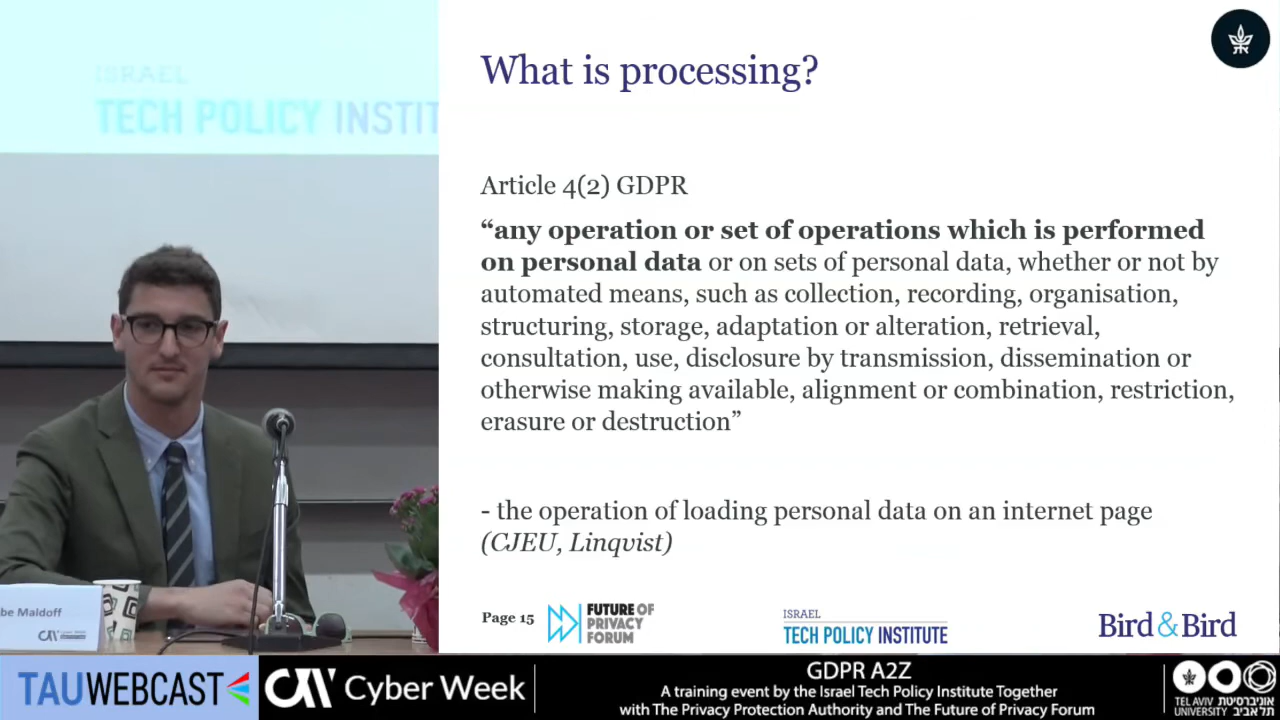 ISRAEL
TECH POLICY INSTIT
What is processing?
Article 4(2) GDPR
“any operation or set of operations which is performed
on personal data or on sets of personal data, whether or not by
automated means, such as collection, recording, organisation,
structuring, storage, adaptation or alteration, retrieval,
consultation, use, disclosure by transmission, dissemination or
otherwise making available, alignment or combination, restriction,
erasure or destruction”
- the operation of loading personal data on an internet page
(CJEU, Linqvist)
be Maldoff
Cyber Week
Page 15
FUTURE OF
PRIVACY
FORUM
ISRAEL
TECH POLICY INSTITUTE
Bird & Bird
TAUWEBCAST
Cyber Week
GDPR A2Z
A training event by the Israel Tech Policy Institute Together
with The Privacy Protection Authority and The Future of Privacy Forum
TEL AVIV אוניברסיטת
UNIVERSITY תל אביב